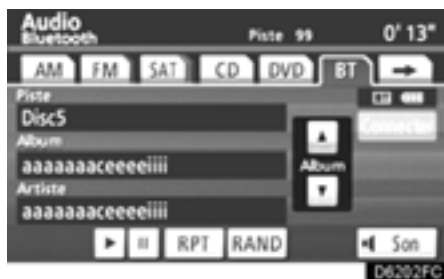 Audio
Bluetooth Piste 99 0' 13"
AM FM SAT CD DVD BT
Piste
Disc5
Connecter
Album
aaaaaaaceeeeiiii
Album
Artiste
aaaaaaaceeeeiiii
RPT RAND Son
D6202FC